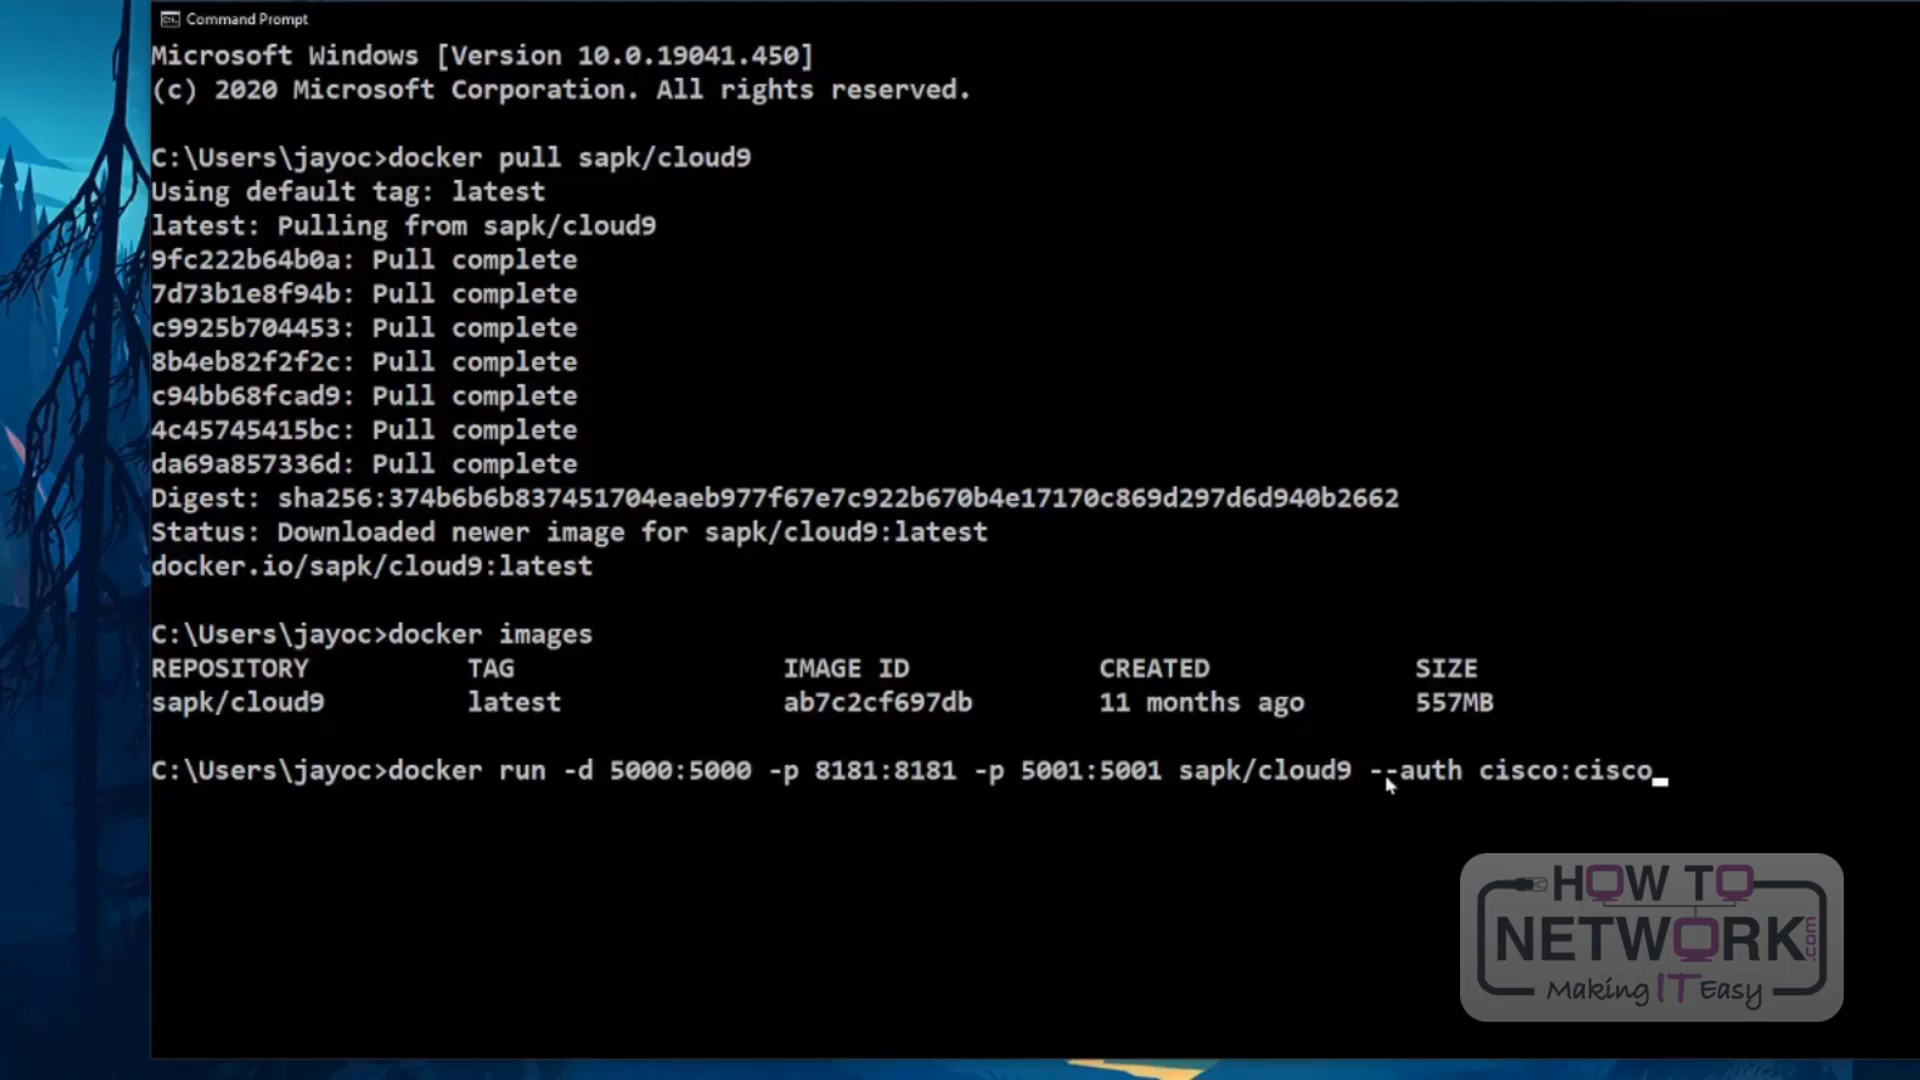 Command Prompt
Microsoft Windows [Version 10.0.19041.450]
(c) 2020 Microsoft Corporation. All rights reserved.
C:\Users\jayoc>docker pull sapk/cloud9
Using default tag: latest
latest: Pulling from sapk/cloud9
9fc222b64b0a: Pull complete
7d73b1e8f94b: Pull complete
c9925b704453: Pull complete
8b4eb82f2f2c: Pull complete
c94bb68fcad9: Pull complete
4c45745415bc: Pull complete
da69a857336d: Pull complete
Digest: sha256:374b6b6b837451704eaeb977f67e7c922b670b4e17170c869d297d6d940b2662
Status: Downloaded newer image for sapk/cloud9:latest
docker.io/sapk/cloud9:latest
C:\Users\jayoc>docker images
REPOSITORY TAG IMAGE ID CREATED SIZE
sapk/cloud9 latest ab7c2cf697db 11 months ago 557MB
C:\Users\jayoc>docker run -d 5000:5000 -p 8181:8181 -p 5001:5001 sapk/cloud9 --auth cisco:cisco
HOW TO
NETWORK.com
Making IT Easy